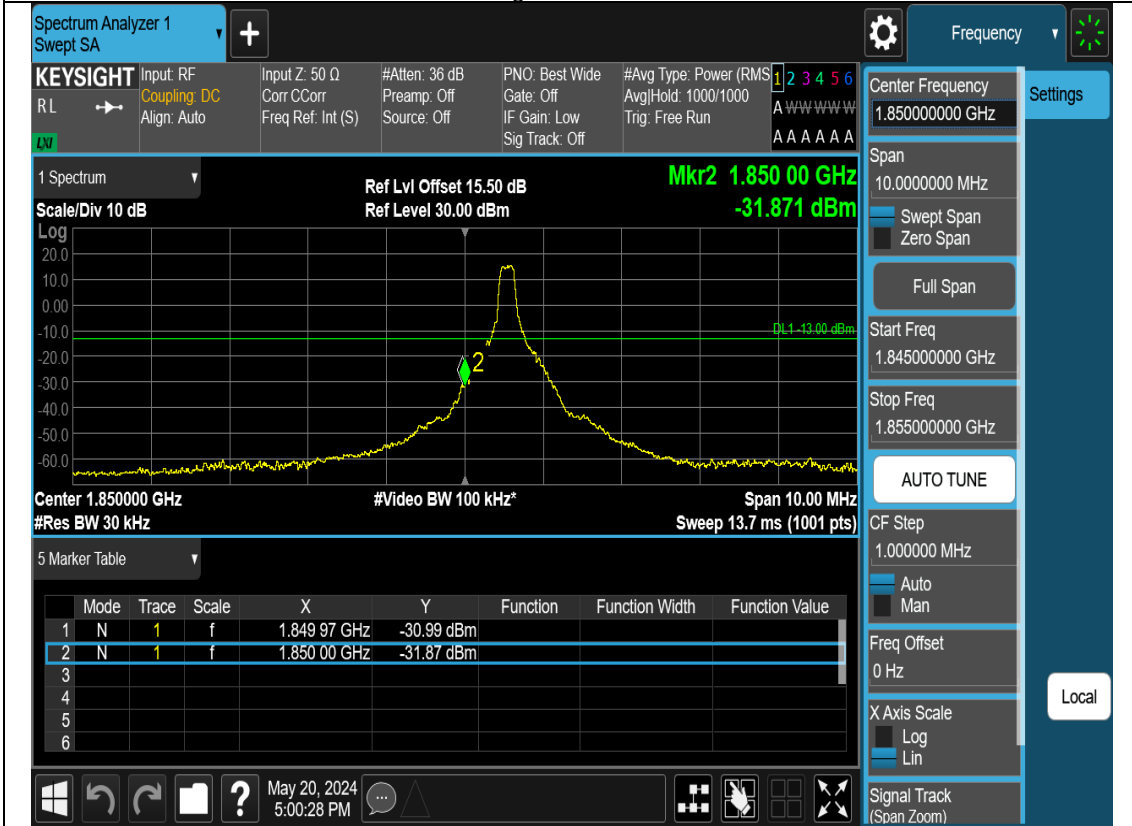 Spectrum Analyzer 1
Swept SA
+
Frequency
KEYSIGHT
RL
LXI
Input: RF
Coupling: DC
Align: Auto
Input Z: 50 Ω
Corr CCorr
Freq Ref: Int (S)
#Atten: 36 dB
Preamp: Off
Source: Off
PNO: Best Wide
Gate: Off
IF Gain: Low
Sig Track: Off
#Avg Type: Power (RMS
Avg|Hold: 1000/1000
Trig: Free Run
1 2 3 4 5 6
A W W W W W
A A A A A A
1 Spectrum
Scale/Div 10 dB
Ref Lvl Offset 15.50 dB
Ref Level 30.00 dBm
Mkr2 1.850 00 GHz
-31.871 dBm
Log
20.0
10.0
0.00
-10.0
-20.0
-30.0
-40.0
-50.0
-60.0
DL1 -13.00 dBm
2
Center 1.850000 GHz
#Video BW 100 kHz*
Span 10.00 MHz
#Res BW 30 kHz
Sweep 13.7 ms (1001 pts)
5 Marker Table
Mode Trace Scale X Y Function Function Width Function Value
1 N 1 f 1.849 97 GHz -30.99 dBm
2 N 1 f 1.850 00 GHz -31.87 dBm
3
4
5
6
?
May 20, 2024
5:00:28 PM
Center Frequency
1.850000000 GHz
Settings
Span
10.0000000 MHz
Swept Span
Zero Span
Full Span
Start Freq
1.845000000 GHz
Stop Freq
1.855000000 GHz
AUTO TUNE
CF Step
1.000000 MHz
Auto
Man
Freq Offset
0 Hz
Local
X Axis Scale
Log
Lin
Signal Track
(Span Zoom)